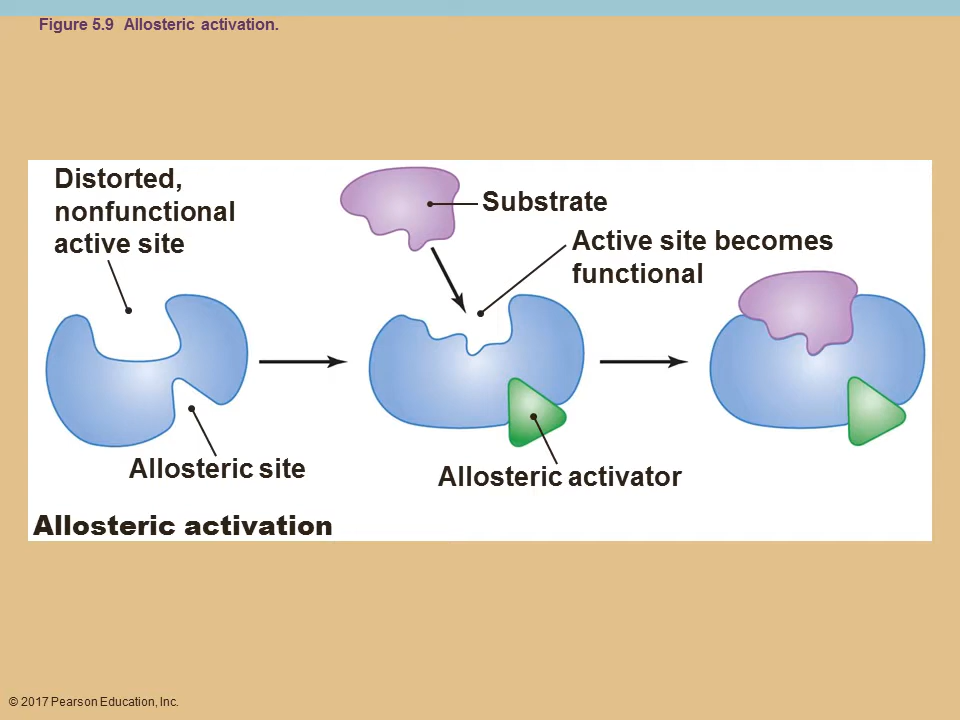 Figure 5.9  Allosteric activation.
Distorted,
nonfunctional
active site
Substrate
Active site becomes
functional
Allosteric site
Allosteric activator
Allosteric activation
© 2017 Pearson Education, Inc.